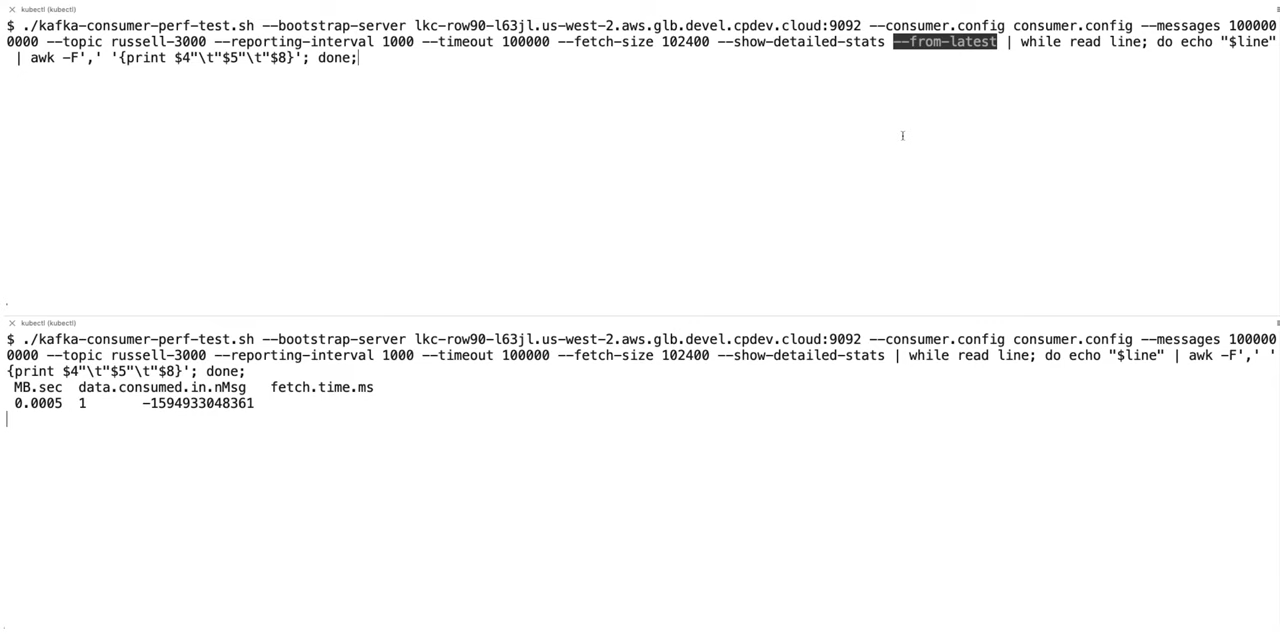 kubectl (kubectl)
$ ./kafka-consumer-perf-test.sh --bootstrap-server lkc-row90-l63jl.us-west-2.aws.glb.devel.cpdev.cloud:9092 --consumer.config consumer.config --messages 100000
0000 --topic russell-3000 --reporting-interval 1000 --timeout 100000 --fetch-size 102400 --show-detailed-stats --from-latest | while read line; do echo "$line"
| awk -F',' '{print $4"\t"$5"\t"$8}'; done;
kubectl (kubectl)
$ ./kafka-consumer-perf-test.sh --bootstrap-server lkc-row90-l63jl.us-west-2.aws.glb.devel.cpdev.cloud:9092 --consumer.config consumer.config --messages 100000
0000 --topic russell-3000 --reporting-interval 1000 --timeout 100000 --fetch-size 102400 --show-detailed-stats | while read line; do echo "$line" | awk -F',' '
{print $4"\t"$5"\t"$8}'; done;
MB.sec data.consumed.in.nMsg fetch.time.ms
0.0005 1 -1594933048361